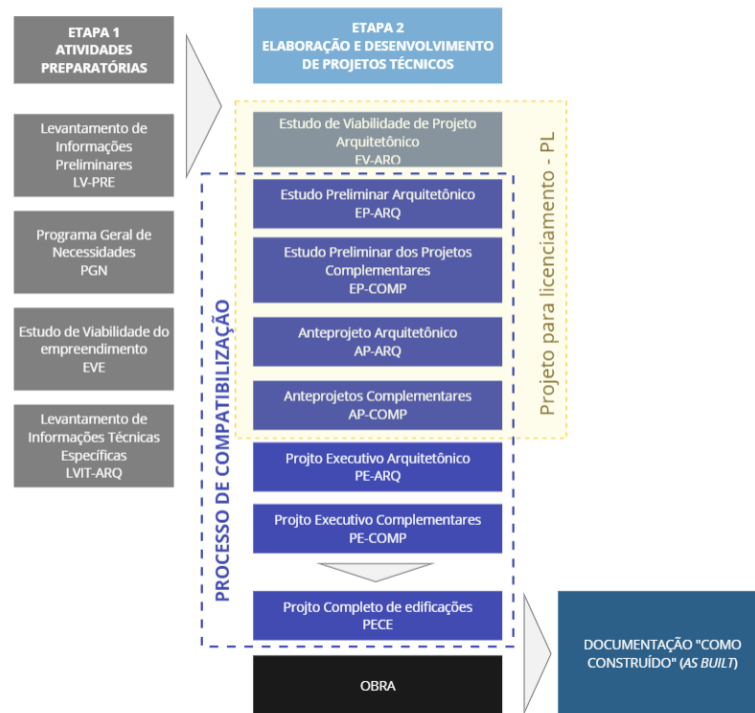 ETAPA 1
ATIVIDADES
PREPARATÓRIAS
Levantamento de
Informações
Preliminares
LV-PRE
Programa Geral de
Necessidades
PGN
Estudo de Viabilidade do
empreendimento
EVE
Levantamento de
Informações Técnicas
Específicas
LVIT-ARQ
ETAPA 2
ELABORAÇÃO E DESENVOLVIMENTO
DE PROJETOS TÉCNICOS
Estudo de Viabilidade de Projeto
Arquitetônico
EV-ARQ
Estudo Preliminar Arquitetônico
EP-ARQ
Estudo Preliminar dos Projetos
Complementares
EP-COMP
Anteprojeto Arquitetônico
AP-ARQ
Anteprojetos Complementares
AP-COMP
Projto Executivo Arquitetônico
PE-ARQ
Projto Executivo Complementares
PE-COMP
Projto Completo de edificações
PECE
OBRA
PROCESSO DE COMPATIBILIZAÇÃO
Projeto para licenciamento - PL
DOCUMENTAÇÃO "COMO
CONSTRUÍDO" (AS BUILT)